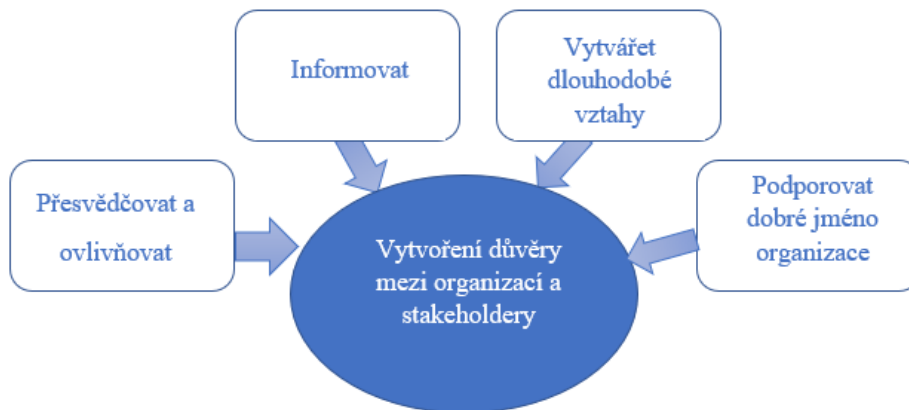 Informovat
Vytvářet
dlouhodobé
vztahy
Přesvědčovat a
ovlivňovat
Podporovat
dobré jméno
organizace
Vytvoření důvěry
mezi organizací a
stakeholdery